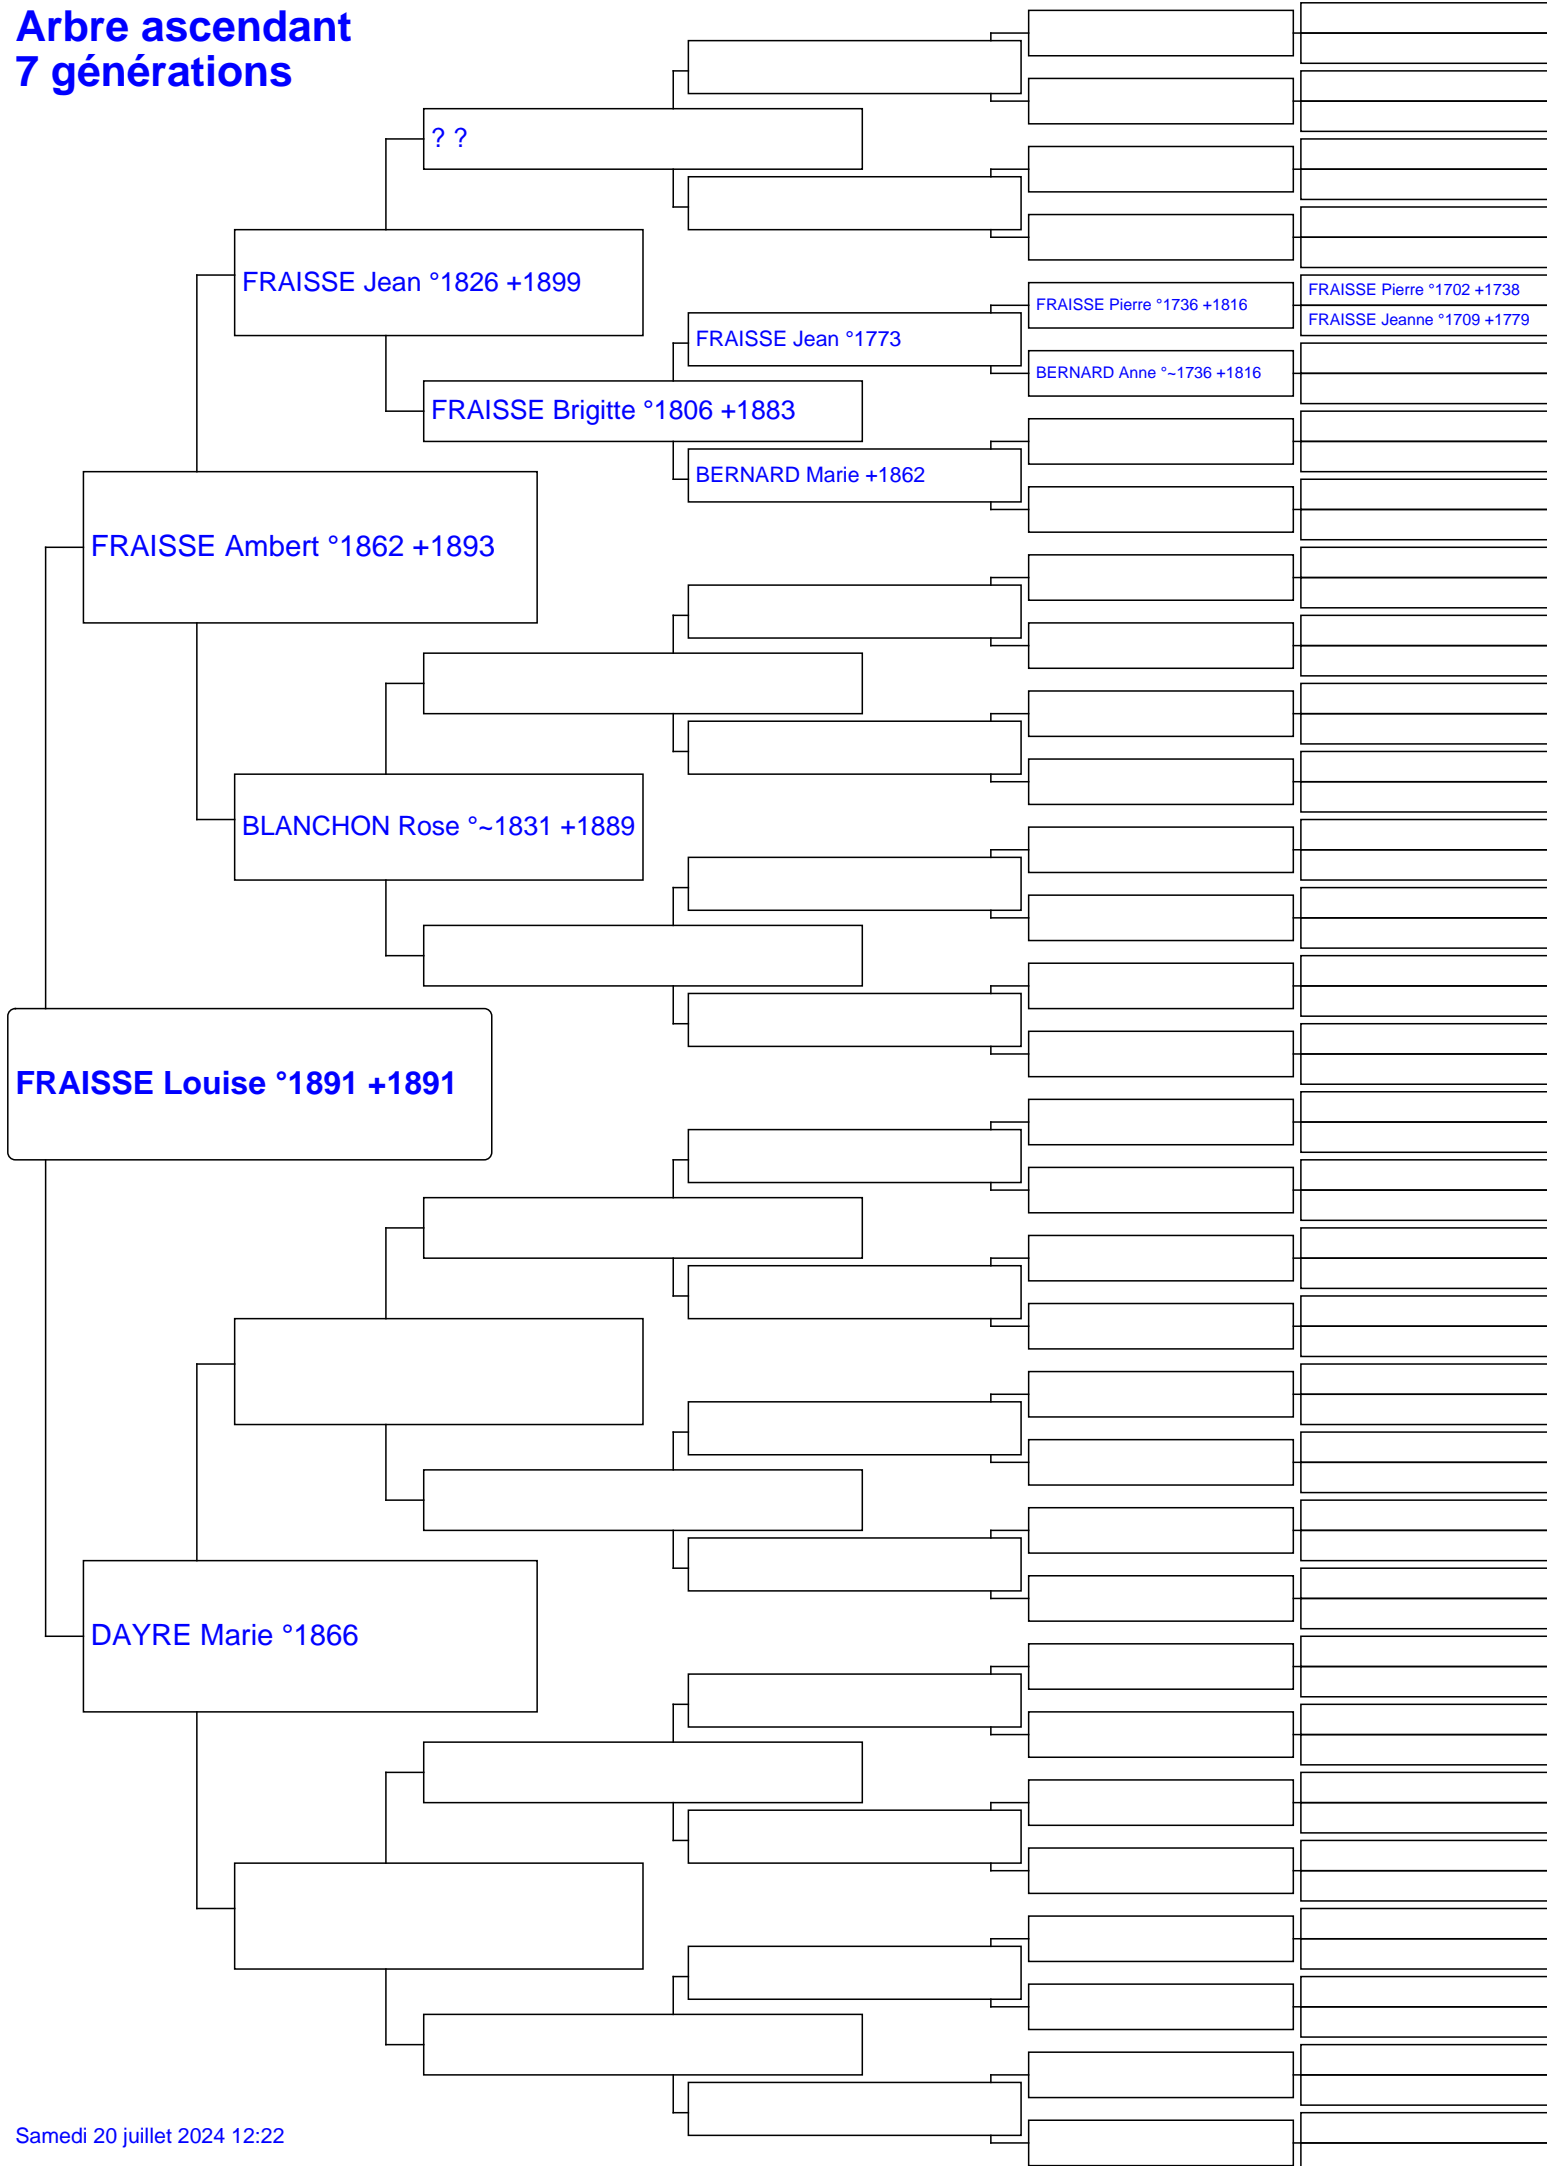 Arbre ascendant
7 générations
? ?
FRAISSE Jean °1826 +1899
FRAISSE Pierre °1702 +1738
FRAISSE Pierre °1736 +1816
FRAISSE Jeanne °1709 +1779
FRAISSE Jean °1773
BERNARD Anne °~1736 +1816
FRAISSE Brigitte °1806 +1883
BERNARD Marie +1862
FRAISSE Ambert °1862 +1893
BLANCHON Rose °~1831 +1889
FRAISSE Louise °1891 +1891
DAYRE Marie °1866
Samedi 20 juillet 2024 12:22